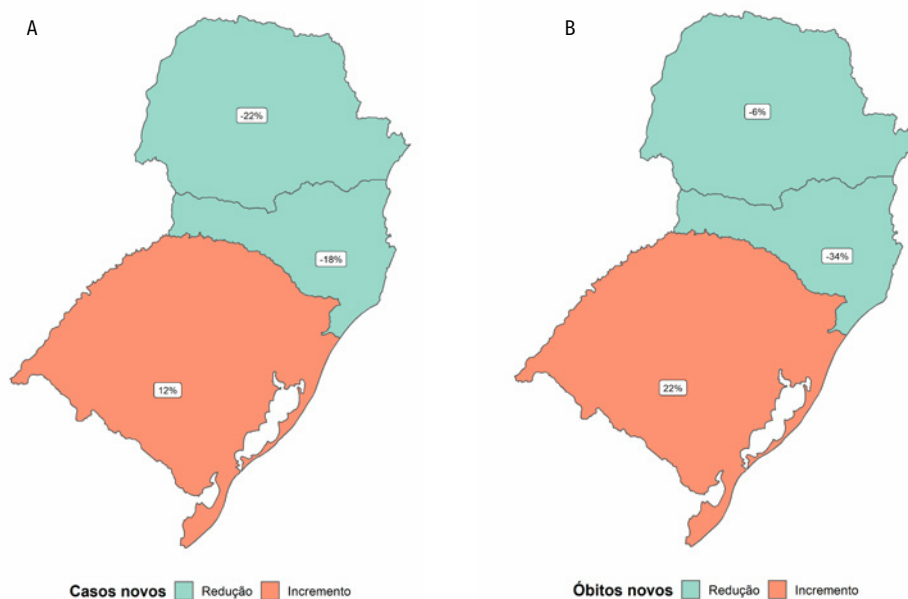 A
B
-22%
-6%
-18%
-34%
12%
22%
Casos novos Redução Incremento
Óbitos novos Redução Incremento